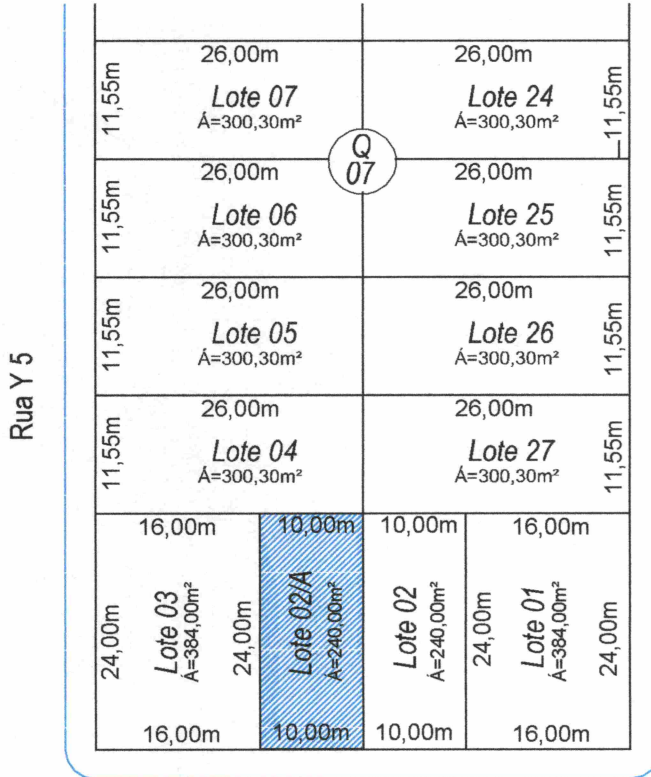 26,00m
26,00m
11,55m
Lote 07
Á=300,30m²
Lote 24
Á=300,30m²
11,55m
Q
07
26,00m
26,00m
11,55m
Lote 06
Á=300,30m²
Lote 25
Á=300,30m²
11,55m
26,00m
26,00m
11,55m
Lote 05
Á=300,30m²
Lote 26
Á=300,30m²
11,55m
Rua Y 5
26,00m
26,00m
11,55m
Lote 04
Á=300,30m²
Lote 27
Á=300,30m²
11,55m
16,00m
10,00m
10,00m
16,00m
24,00m
Lote 03
Á=384,00m²
24,00m
Lote 02/A
Á=240,00m²
Lote 02
Á=240,00m²
24,00m
Lote 01
Á=384,00m²
24,00m
16,00m
10,00m
10,00m
16,00m